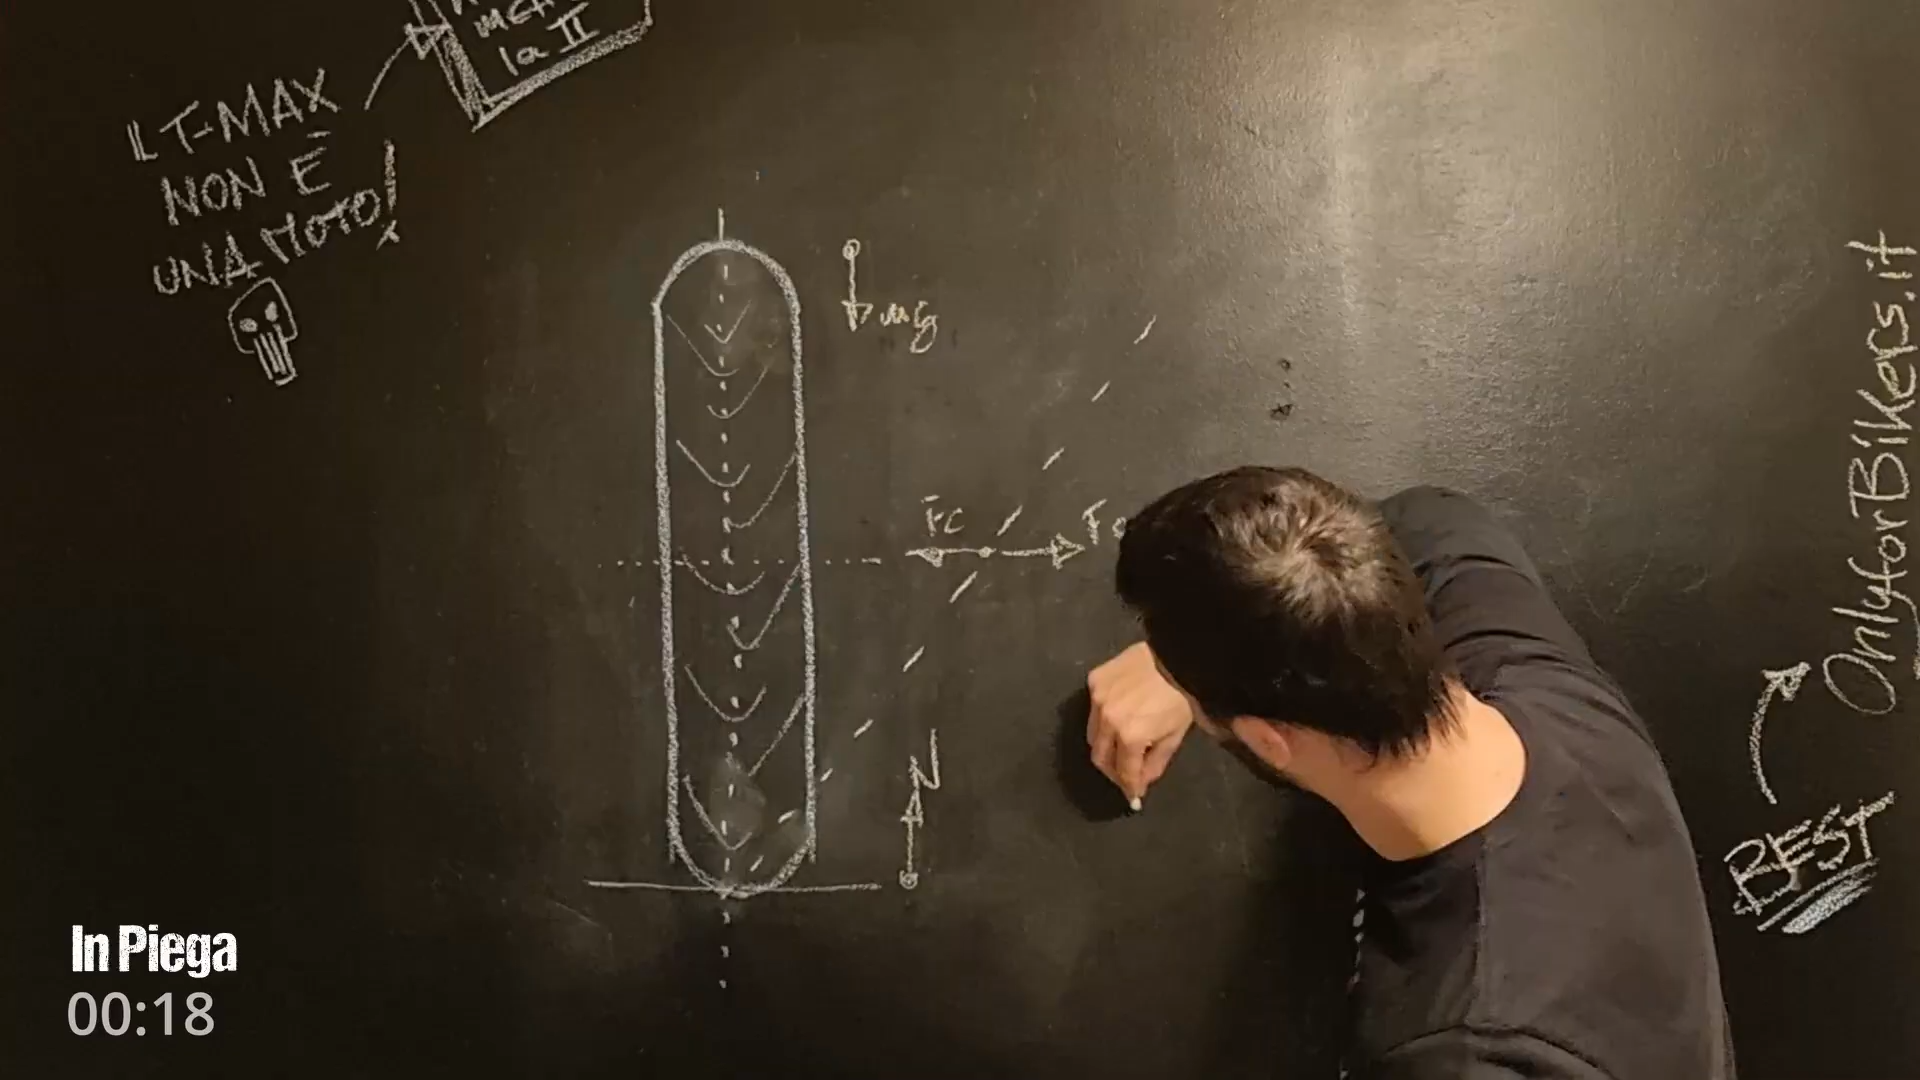 la II
IL T-MAX
NON È
UNA MOTO!
mg
FC
N
OnlyforBikers.it
BEST
In Piega
00:18